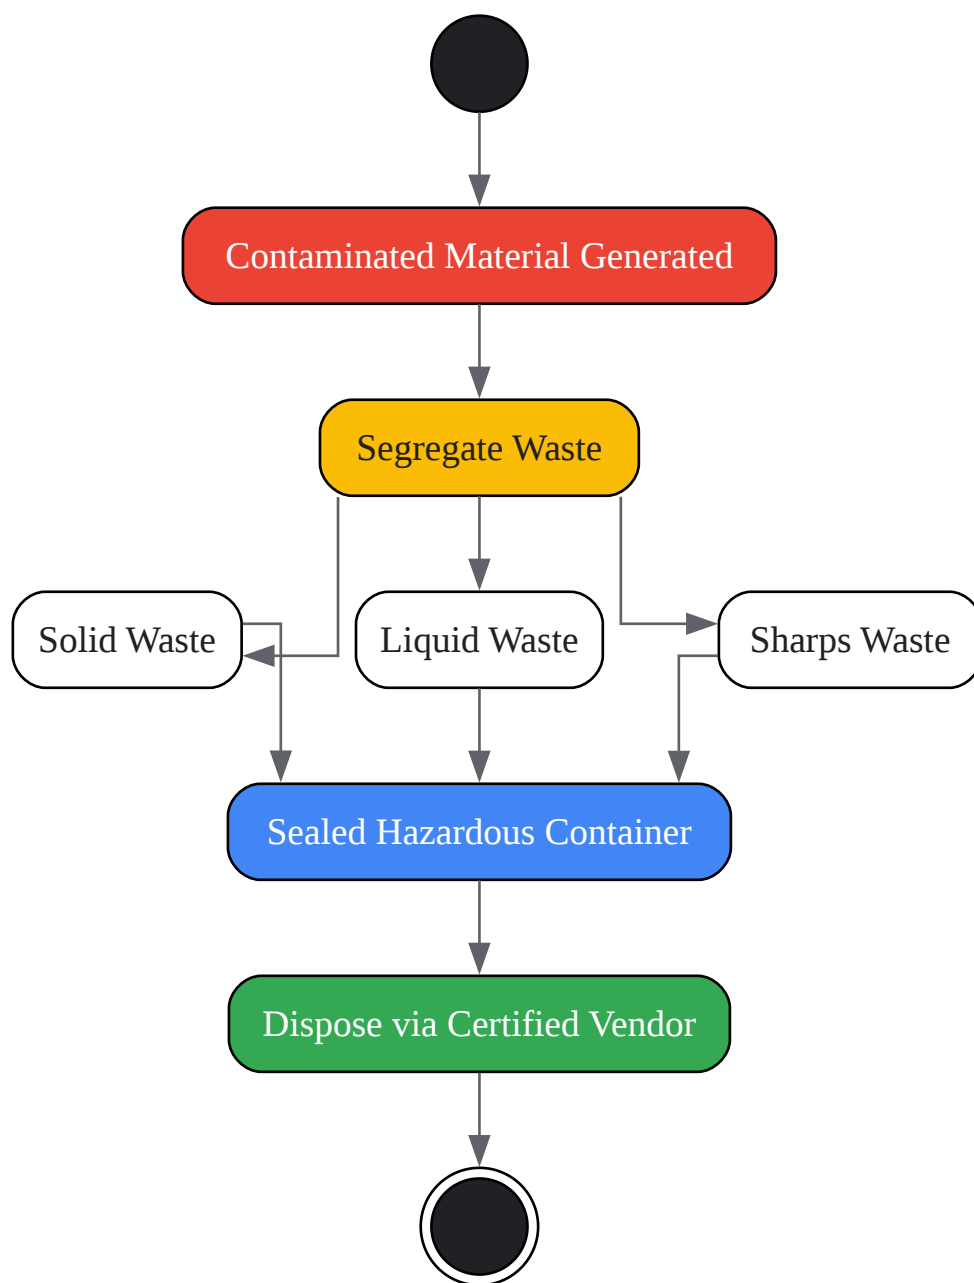 Contaminated Material Generated
Segregate Waste
Solid Waste
Liquid Waste
Sharps Waste
Sealed Hazardous Container
Dispose via Certified Vendor